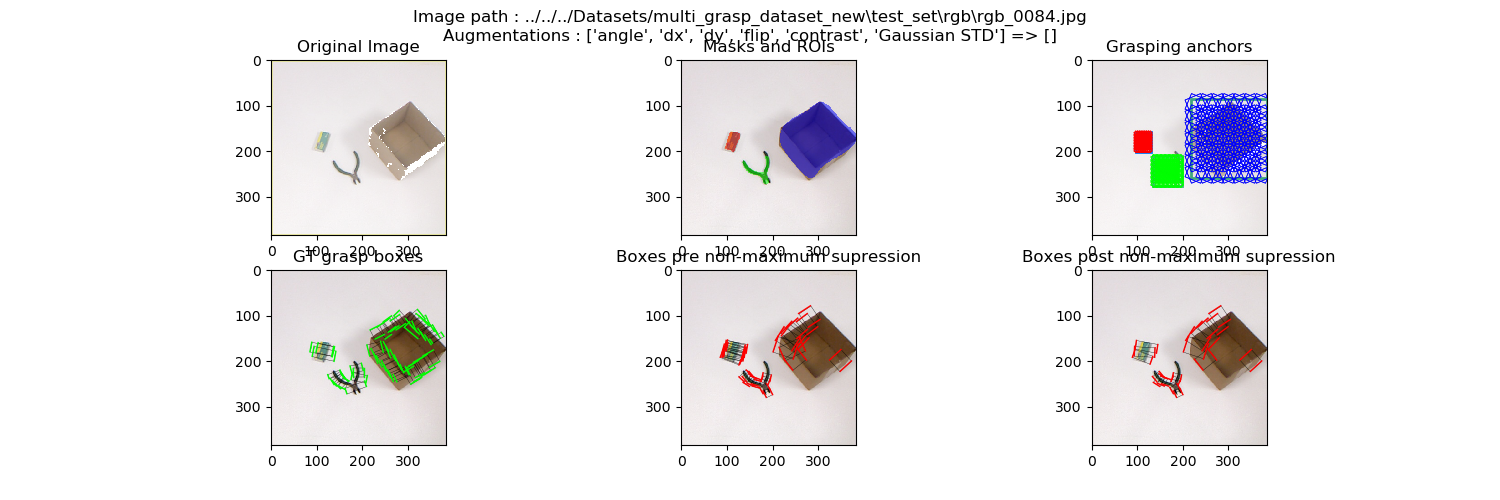 Image path : ../../../Datasets/multi_grasp_dataset_new\test_set\rgb\rgb_0084.jpg
Augmentations : ['angle', 'dx', 'dy', 'flip', 'contrast', 'Gaussian STD'] => []
Original Image
0
100
200
300
0 100 200 300
Masks and ROIs
0
100
200
300
0 100 200 300
Grasping anchors
0
100
200
300
0 100 200 300
GT grasp boxes
0
100
200
300
0 100 200 300
Boxes pre non-maximum supression
0
100
200
300
0 100 200 300
Boxes post non-maximum supression
0
100
200
300
0 100 200 300